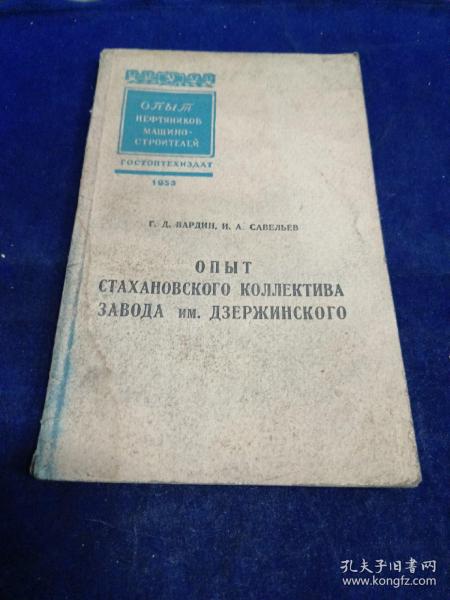 ОПЫТ
НЕФТЯНИКОВ
МАШИНО-
СТРОИТЕЛЕЙ
ГОСТОПТЕХИЗДАТ
1953
Г. Д. ВАРДИН, И. А. САВЕЛЬЕВ
ОПЫТ
СТАХАНОВСКОГО КОЛЛЕКТИВА
ЗАВОДА им. ДЗЕРЖИНСКОГО
孔夫子旧书网
www.kongfz.com